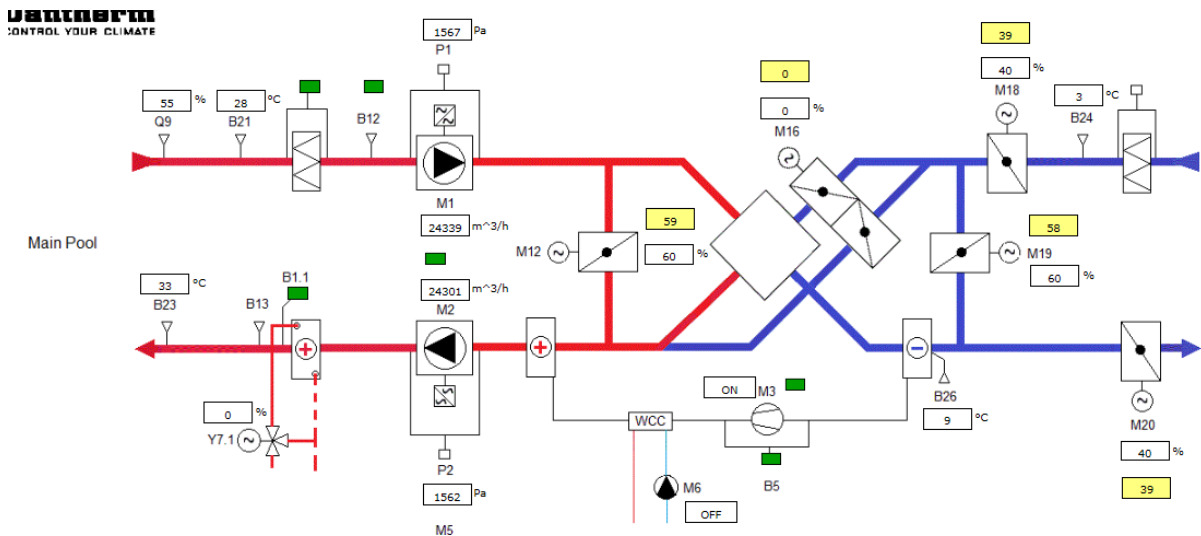 Dantherm
CONTROL YOUR CLIMATE
1567 Pa
P1
39
0
40 %
M18
55 %
Q9
28 °C
B21
B12
0 %
M16
3 °C
B24
M1
24339 m^3/h
59
M12
60 %
58
M19
60 %
Main Pool
24301 m^3/h
M2
33 °C
B23
B13
B1.1
ON
M3
B26
9 °C
0 %
Y7.1
WCC
M20
40 %
P2
M6
B5
1562 Pa
OFF
39
M5